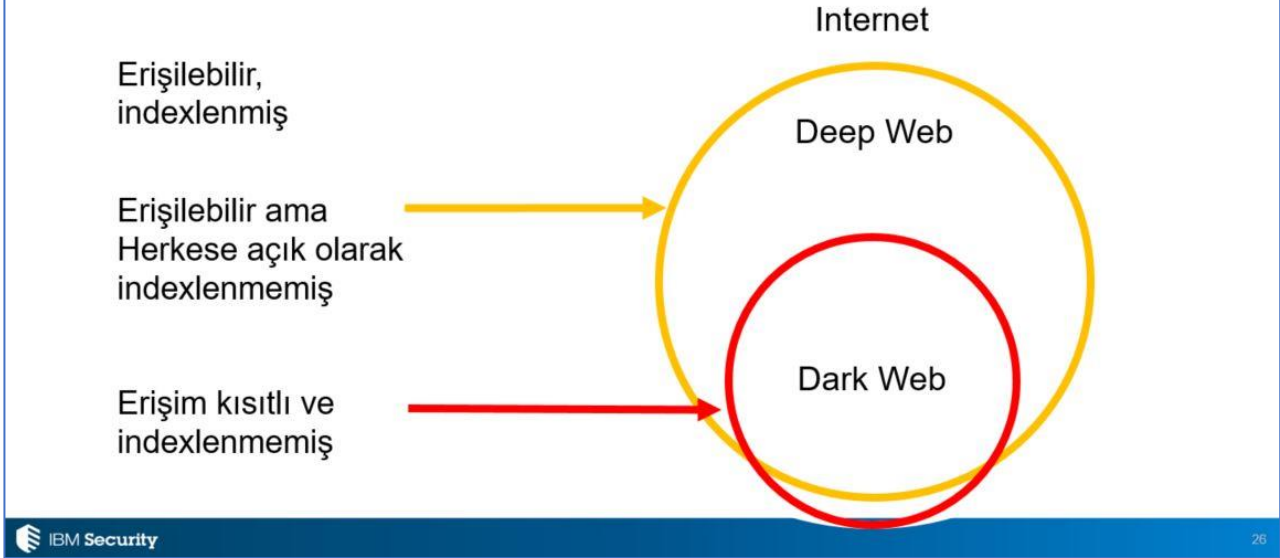 Internet
Erişilebilir,
indexlenmiş
Deep Web
Erişilebilir ama
Herkese açık olarak
indexlenmemiş
Dark Web
Erişim kısıtlı ve
indexlenmemiş
IBM Security
26